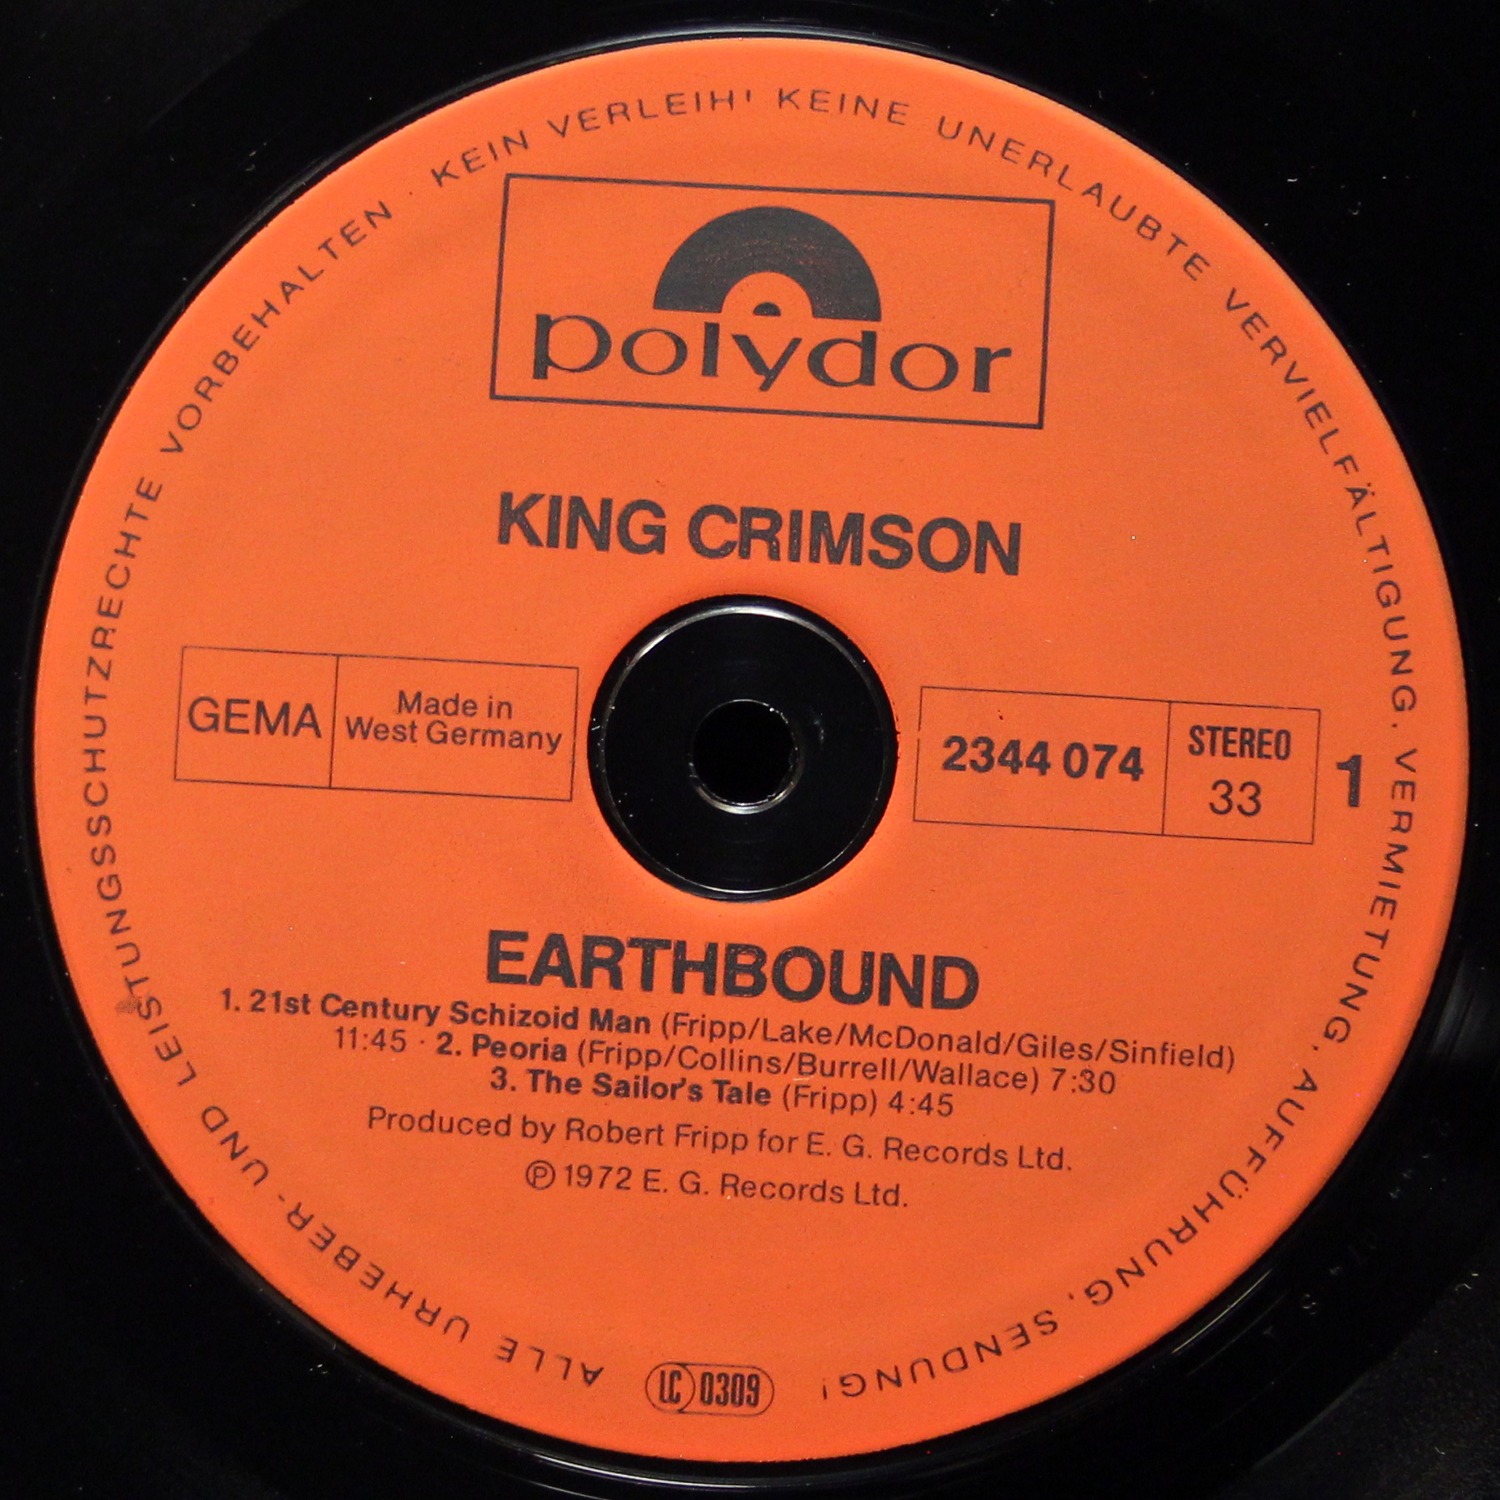 ALLE URHEBER- UND LEISTUNGSSCHUTZRECHTE VORBEHALTEN · KEIN VERLEIH! KEINE UNERLAUBTE VERVIELFÄLTIGUNG, VERMIETUNG, AUFFÜHRUNG, SENDUNG!
polydor
KING CRIMSON
GEMA
Made in
West Germany
2344 074
STEREO
33
1
EARTHBOUND
1. 21st Century Schizoid Man (Fripp/Lake/McDonald/Giles/Sinfield)
11:45 · 2. Peoria (Fripp/Collins/Burrell/Wallace) 7:30
3. The Sailor's Tale (Fripp) 4:45
Produced by Robert Fripp for E. G. Records Ltd.
℗ 1972 E. G. Records Ltd.
LC 0309